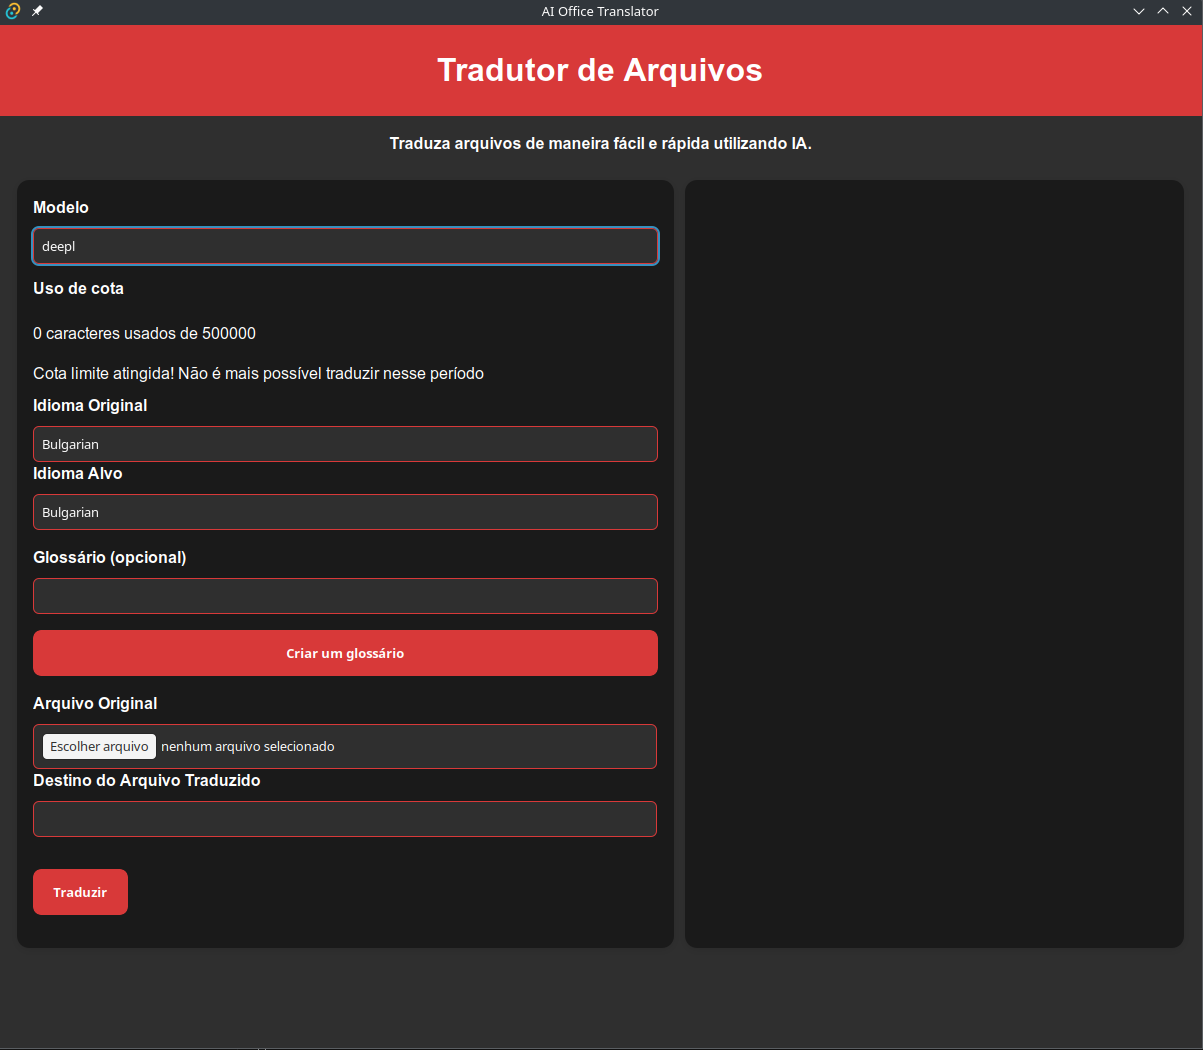 AI Office Translator
Tradutor de Arquivos
Traduza arquivos de maneira fácil e rápida utilizando IA.
Modelo
deepl
Uso de cota
0 caracteres usados de 500000
Cota limite atingida! Não é mais possível traduzir nesse período
Idioma Original
Bulgarian
Idioma Alvo
Bulgarian
Glossário (opcional)
Criar um glossário
Arquivo Original
Escolher arquivo nenhum arquivo selecionado
Destino do Arquivo Traduzido
Traduzir